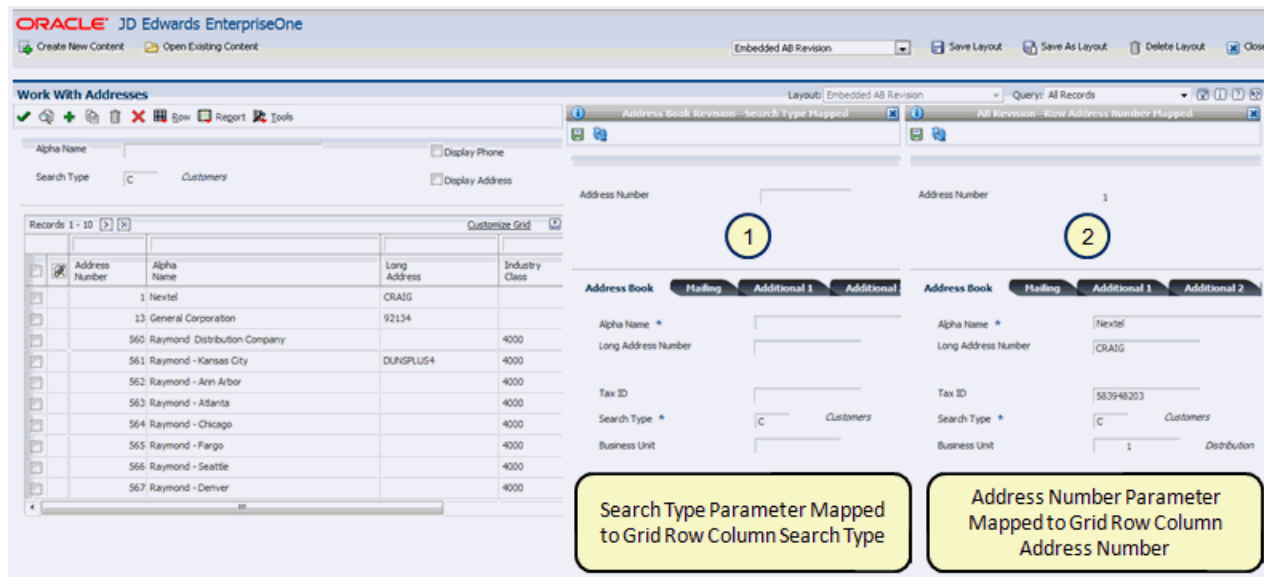 ORACLE JD Edwards EnterpriseOne
Create New Content Open Existing Content Embedded AB Revision Save Layout Save As Layout Delete Layout Close
Work With Addresses Layout: Embedded AB Revision Query: All Records
Row Report Tools
Address Book Revision--Search Type Mapped
AB Revision--Row Address Number Mapped
Alpha Name Display Phone
Search Type C Customers Display Address
Records 1 - 10 Customize Grid
Address Number Alpha Name Long Address Industry Class
1 Nextel CRAIG
13 General Corporation 92134
560 Raymond Distribution Company 4000
561 Raymond - Kansas City DUNSPLUS4 4000
562 Raymond - Ann Arbor 4000
563 Raymond - Atlanta 4000
564 Raymond - Chicago 4000
565 Raymond - Fargo 4000
566 Raymond - Seattle 4000
567 Raymond - Denver 4000
Address Number
1
Address Book Mailing Additional 1 Additional
Alpha Name *
Long Address Number
Tax ID
Search Type * C Customers
Business Unit
Search Type Parameter Mapped
to Grid Row Column Search Type
Address Number 1
2
Address Book Mailing Additional 1 Additional 2
Alpha Name * Nextel
Long Address Number CRAIG
Tax ID 583948203
Search Type * C Customers
Business Unit 1 Distribution
Address Number Parameter
Mapped to Grid Row Column
Address Number